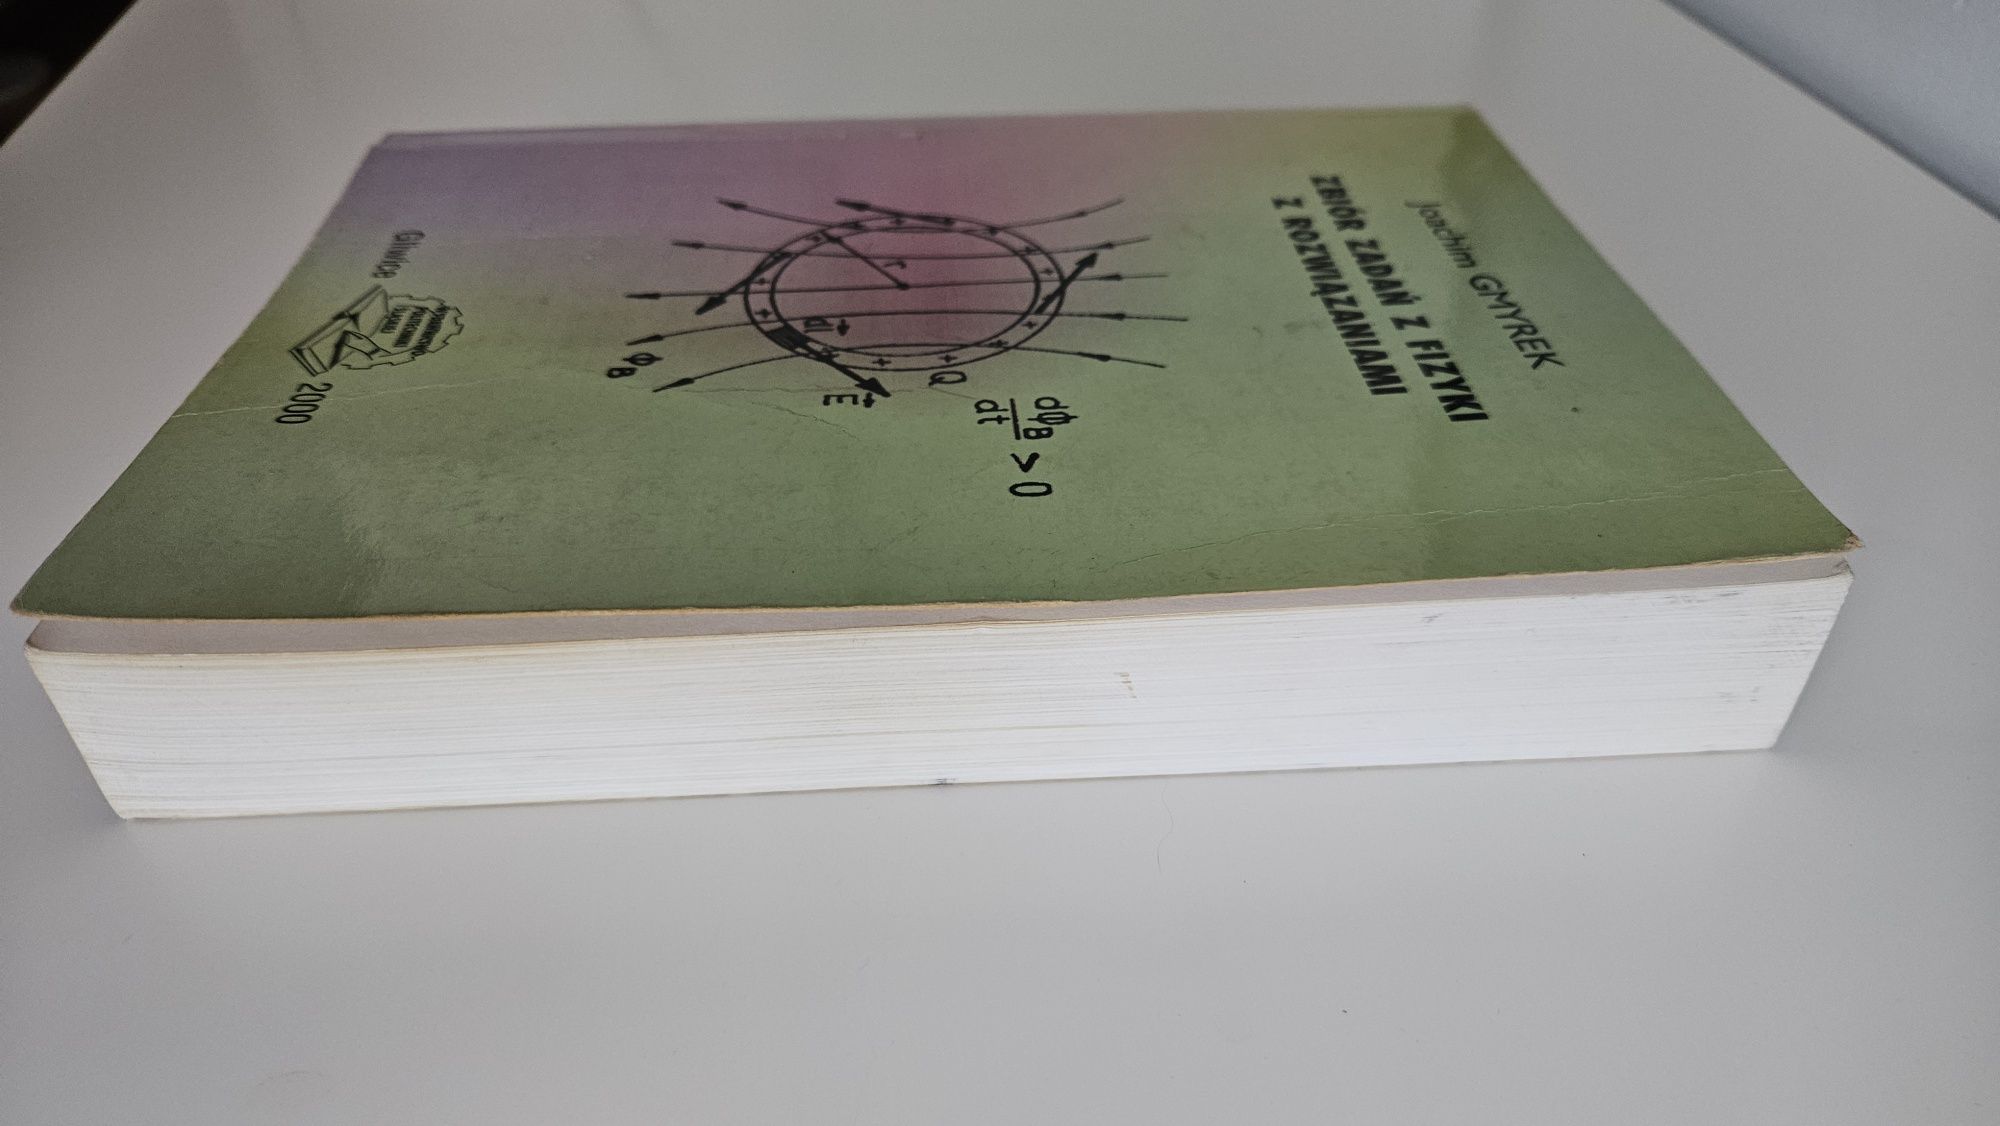 Joachim GMYREK
ZBIÓR ZADAŃ Z FIZYKI
Z ROZWIĄZANIAMI
dϕB
dt
> 0
Q
E
dl
r
ϕB
Gliwice
2000